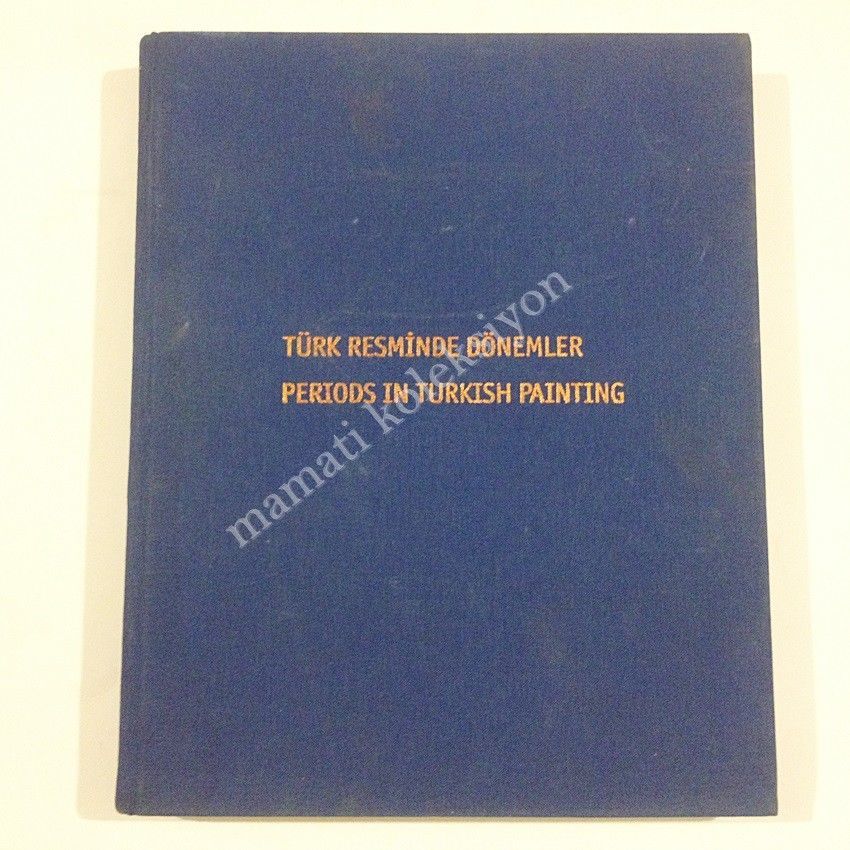 TÜRK RESMİNDE DÖNEMLER
PERIODS IN TURKISH PAINTING
mamati koleksiyon